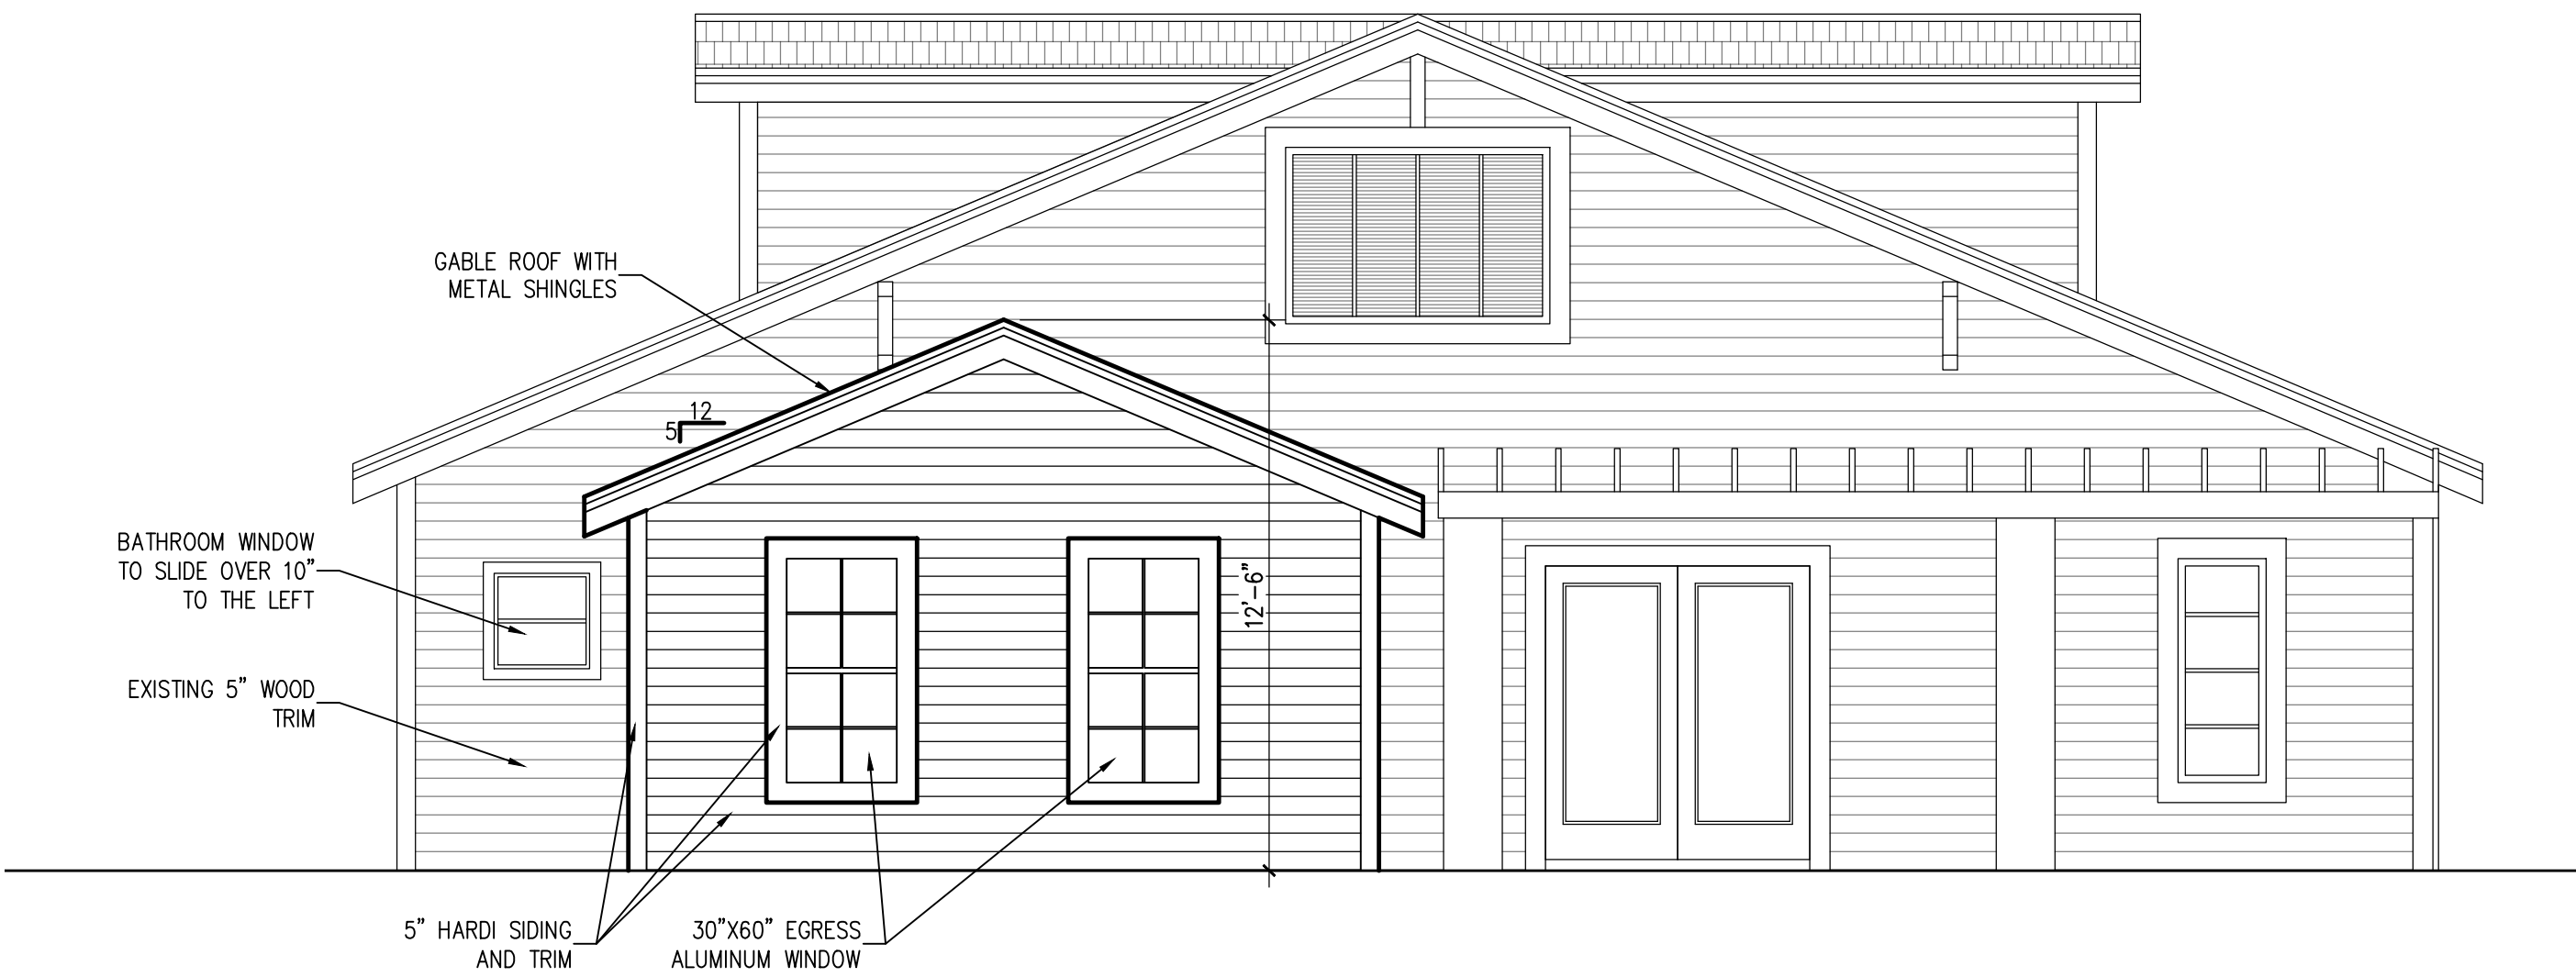 GABLE ROOF WITH
METAL SHINGLES
12
5
BATHROOM WINDOW
TO SLIDE OVER 10”
TO THE LEFT
12'-6”
EXISTING 5” WOOD
TRIM
5” HARDI SIDING
AND TRIM
30”X60” EGRESS
ALUMINUM WINDOW